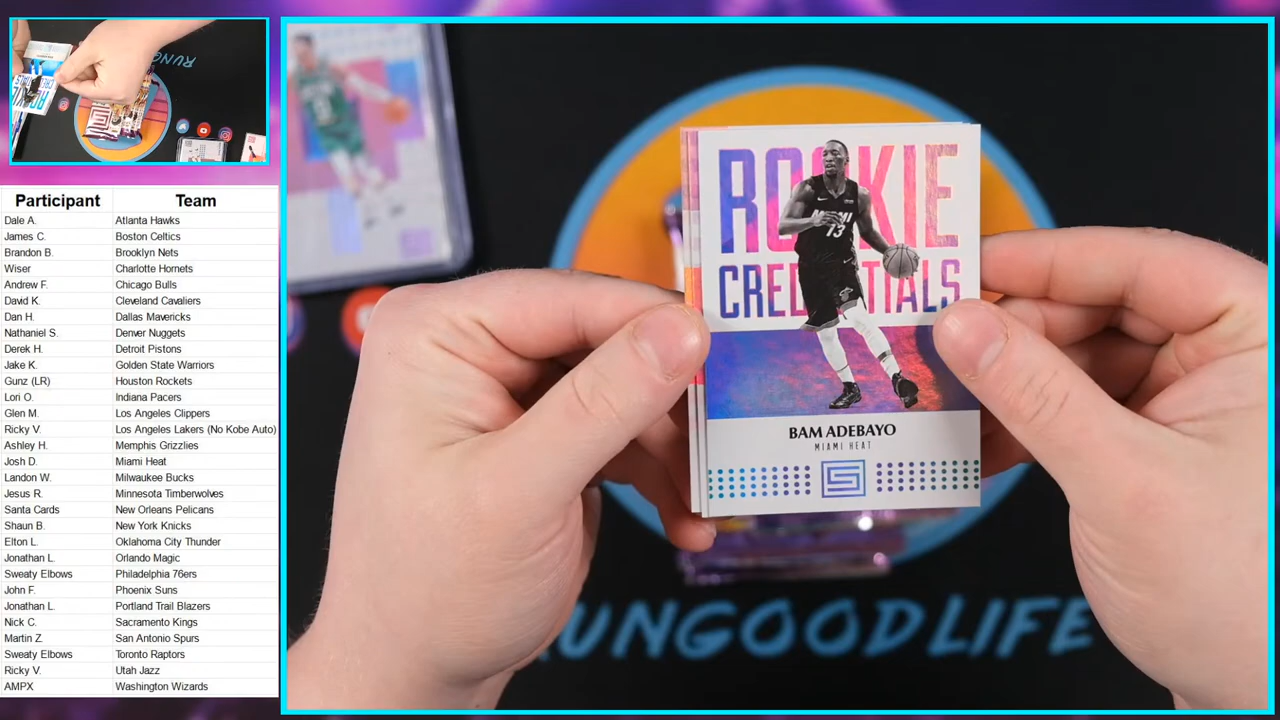 RUNGOOD
Participant Team
Dale A. Atlanta Hawks
James C. Boston Celtics
Brandon B. Brooklyn Nets
Wiser Charlotte Hornets
Andrew F. Chicago Bulls
David K. Cleveland Cavaliers
Dan H. Dallas Mavericks
Nathaniel S. Denver Nuggets
Derek H. Detroit Pistons
Jake K. Golden State Warriors
Gunz (LR) Houston Rockets
Lori O. Indiana Pacers
Glen M. Los Angeles Clippers
Ricky V. Los Angeles Lakers (No Kobe Auto)
Ashley H. Memphis Grizzlies
Josh D. Miami Heat
Landon W. Milwaukee Bucks
Jesus R. Minnesota Timberwolves
Santa Cards New Orleans Pelicans
Shaun B. New York Knicks
Elton L. Oklahoma City Thunder
Jonathan L. Orlando Magic
Sweaty Elbows Philadelphia 76ers
John F. Phoenix Suns
Jonathan L. Portland Trail Blazers
Nick C. Sacramento Kings
Martin Z. San Antonio Spurs
Sweaty Elbows Toronto Raptors
Ricky V. Utah Jazz
AMPX Washington Wizards
ROOKIE
CREDENTIALS
MIAMI
13
BAM ADEBAYO
MIAMI HEAT
RUNGOODLIFE